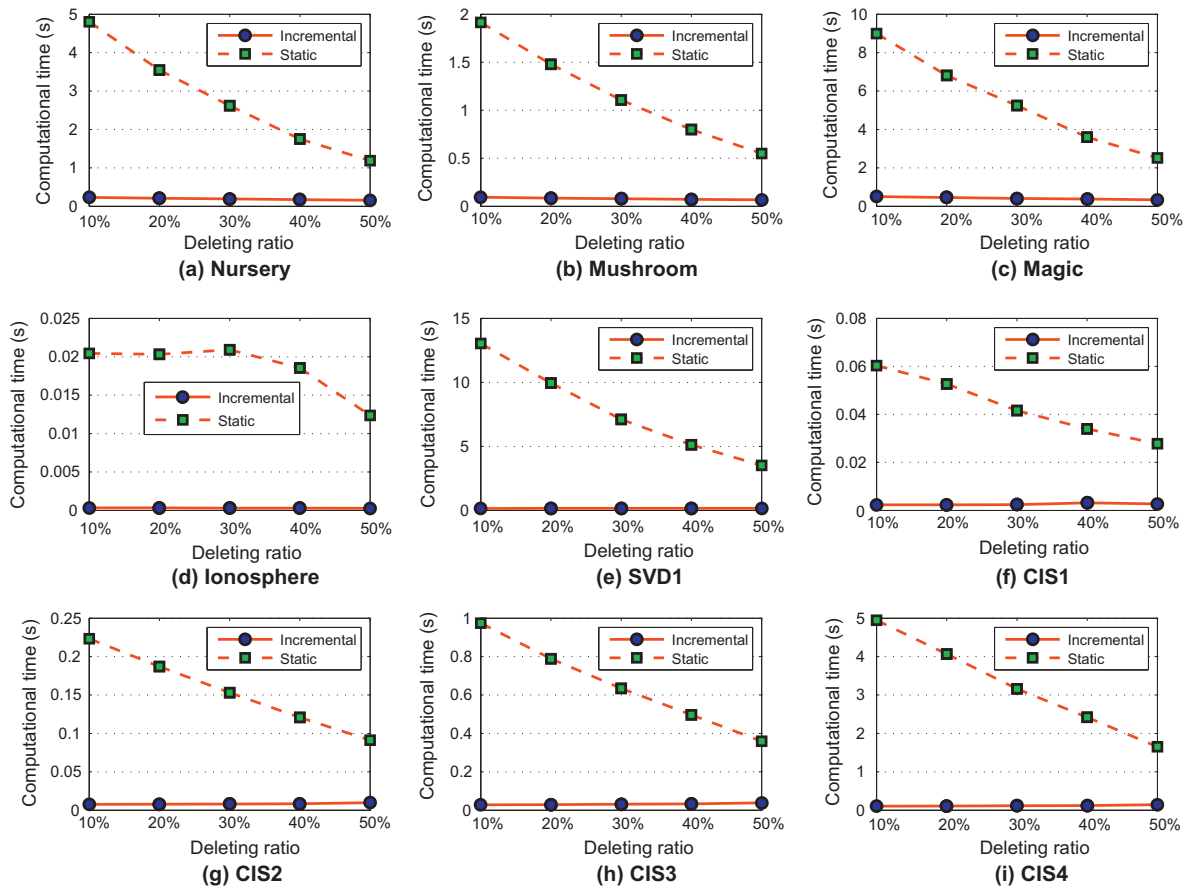 Computational time (s)
5
4
3
2
1
0
Incremental
Static
10% 20% 30% 40% 50%
Deleting ratio
(a) Nursery
Computational time (s)
2
1.5
1
0.5
0
Incremental
Static
10% 20% 30% 40% 50%
Deleting ratio
(b) Mushroom
Computational time (s)
10
8
6
4
2
0
Incremental
Static
10% 20% 30% 40% 50%
Deleting ratio
(c) Magic
Computational time (s)
0.025
0.02
0.015
0.01
0.005
0
Incremental
Static
10% 20% 30% 40% 50%
Deleting ratio
(d) Ionosphere
Computational time (s)
15
10
5
0
Incremental
Static
10% 20% 30% 40% 50%
Deleting ratio
(e) SVD1
Computational time (s)
0.08
0.06
0.04
0.02
0
Incremental
Static
10% 20% 30% 40% 50%
Deleting ratio
(f) CIS1
Computational time (s)
0.25
0.2
0.15
0.1
0.05
0
Incremental
Static
10% 20% 30% 40% 50%
Deleting ratio
(g) CIS2
Computational time (s)
1
0.8
0.6
0.4
0.2
0
Incremental
Static
10% 20% 30% 40% 50%
Deleting ratio
(h) CIS3
Computational time (s)
5
4
3
2
1
0
Incremental
Static
10% 20% 30% 40% 50%
Deleting ratio
(i) CIS4